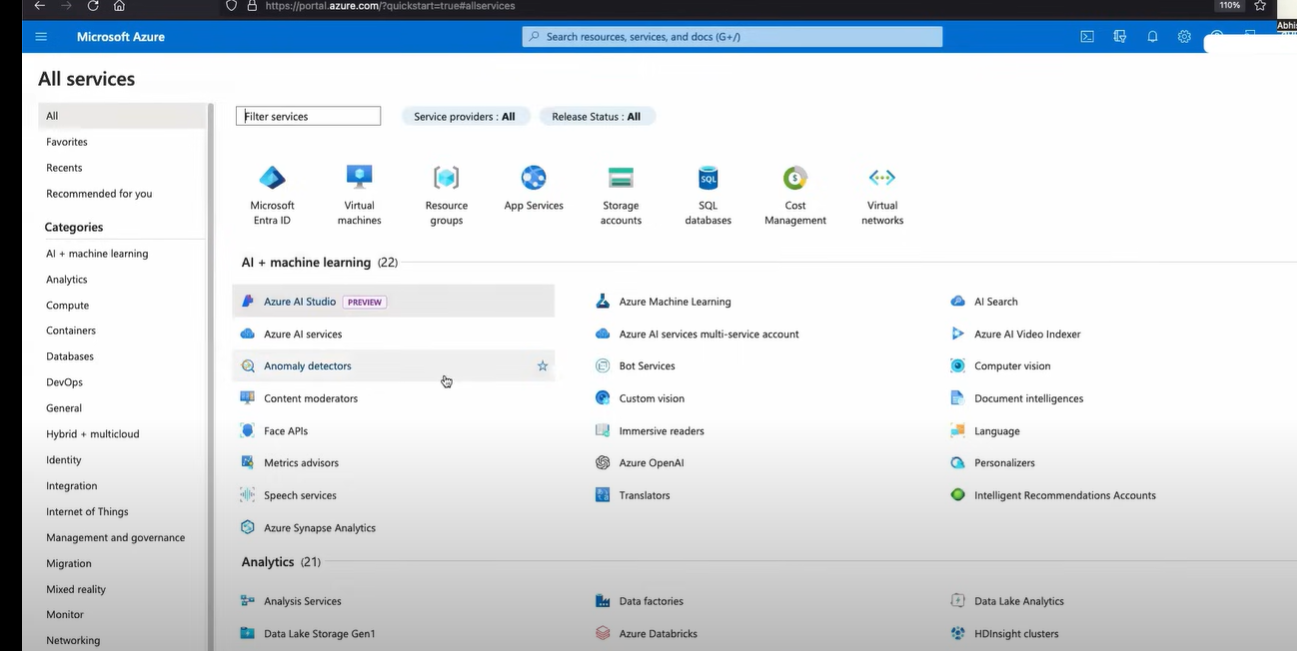 https://portal.azure.com/?quickstart=true#allservices
110%
Abhis
Microsoft Azure
Search resources, services, and docs (G+/)
All services
All
Favorites
Recents
Recommended for you
Categories
AI + machine learning
Analytics
Compute
Containers
Databases
DevOps
General
Hybrid + multicloud
Identity
Integration
Internet of Things
Management and governance
Migration
Mixed reality
Monitor
Networking
Filter services
Service providers : All
Release Status : All
Microsoft
Entra ID
Virtual
machines
Resource
groups
App Services
Storage
accounts
SQL
SQL
databases
Cost
Management
Virtual
networks
AI + machine learning (22)
Azure AI Studio PREVIEW
Azure Machine Learning
AI Search
Azure AI services
Azure AI services multi-service account
Azure AI Video Indexer
Anomaly detectors
Bot Services
Computer vision
Content moderators
Custom vision
Document intelligences
Face APIs
Immersive readers
Language
Metrics advisors
Azure OpenAI
Personalizers
Speech services
Translators
Intelligent Recommendations Accounts
Azure Synapse Analytics
Analytics (21)
Analysis Services
Data factories
Data Lake Analytics
Data Lake Storage Gen1
Azure Databricks
HDInsight clusters